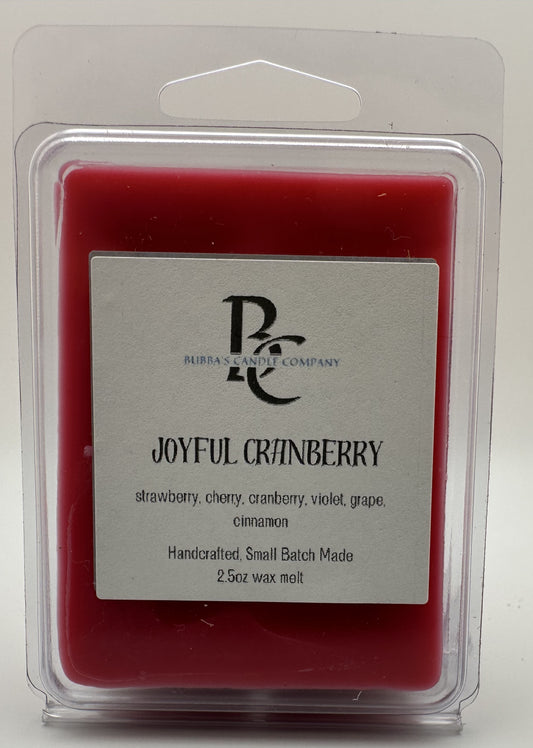 BC
BUBBA'S CANDLE COMPANY
JOYFUL CRANBERRY
strawberry, cherry, cranberry, violet, grape,
cinnamon
Handcrafted, Small Batch Made
2.5oz wax melt